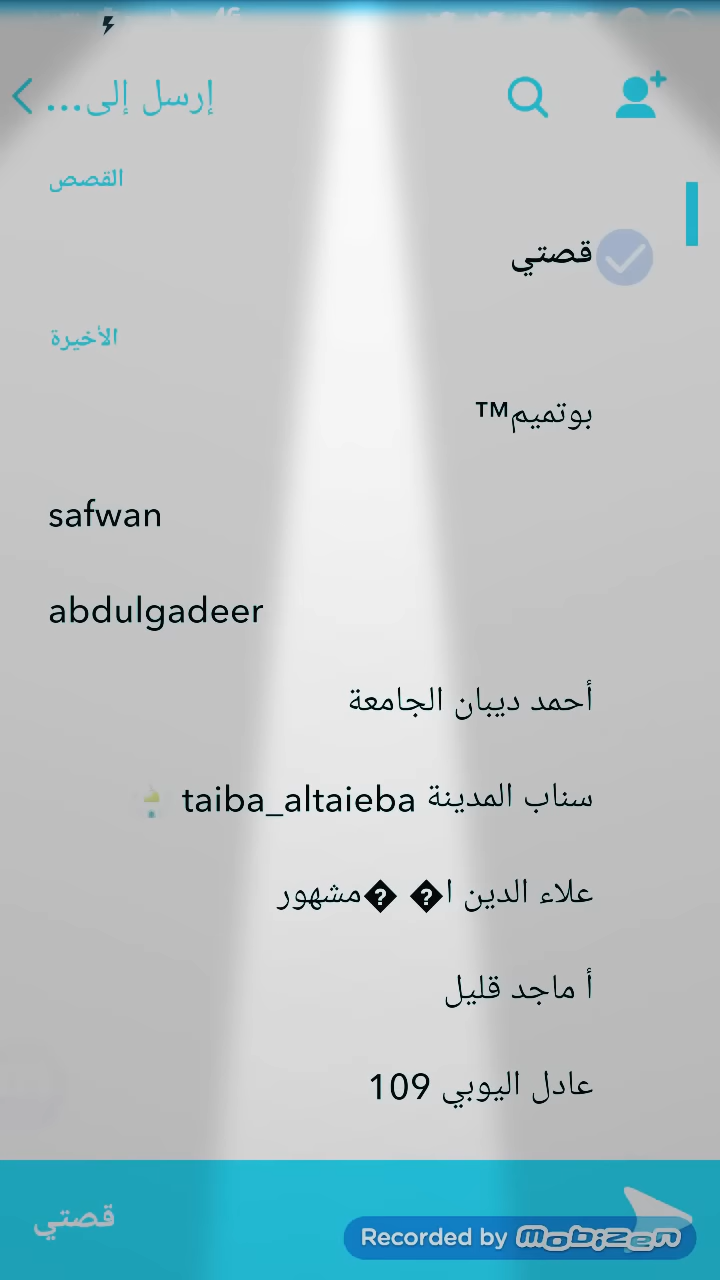 إرسل إلى...
القصص
قصتي
الأخيرة
بوتميم™
safwan
abdulgadeer
أحمد ديبان الجامعة
سناب المدينة taiba_altaieba
علاء الدين ا� �مشهور
أ ماجد قليل
عادل اليوبي 109
قصتي
Recorded by mobizen